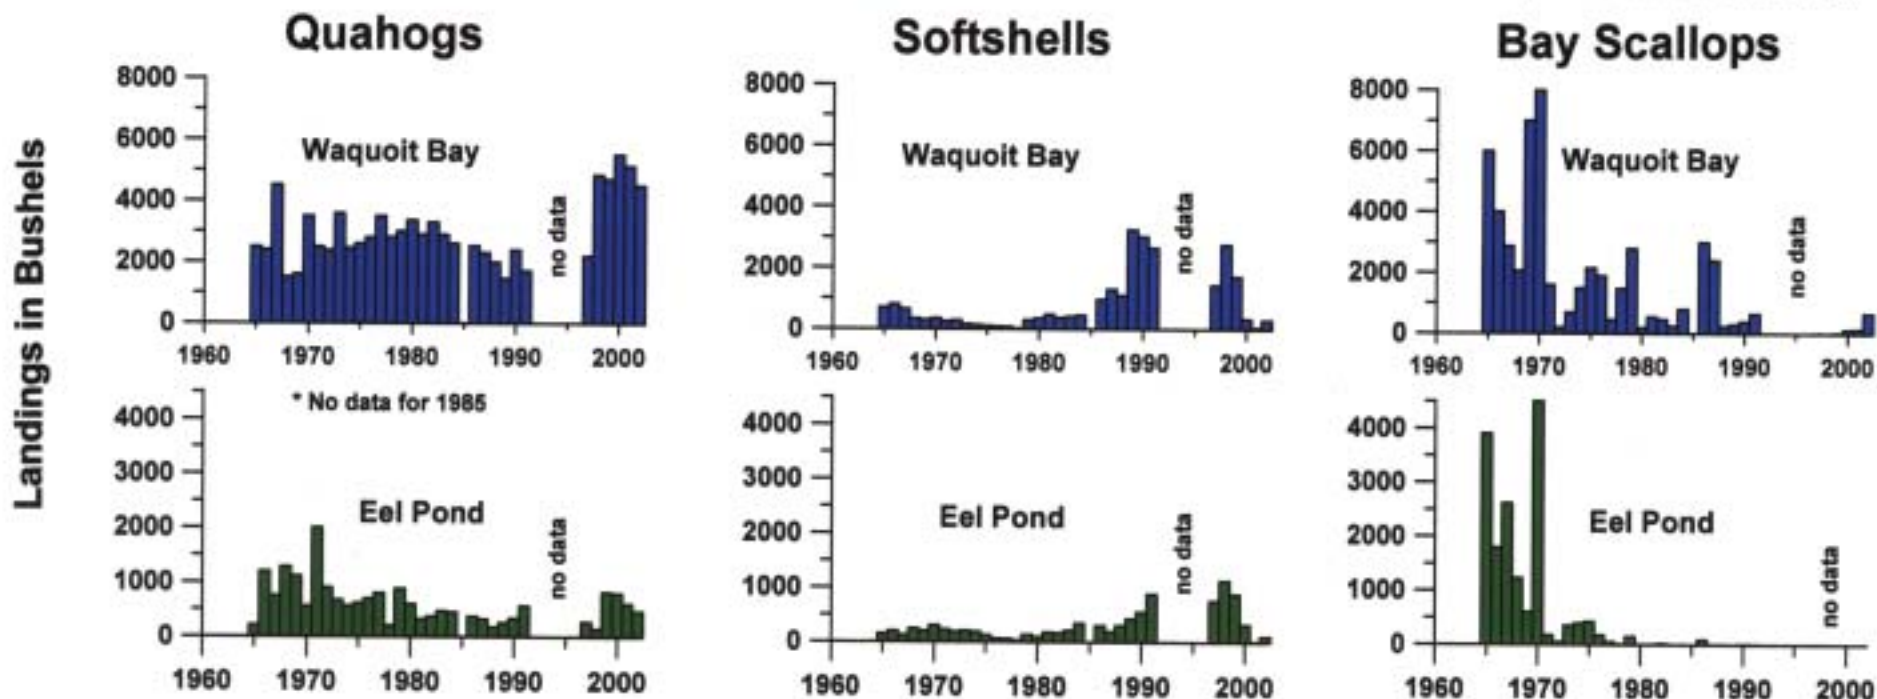 Quahogs
Softshells
Bay Scallops
Landings in Bushels
8000
6000
4000
2000
0
Waquoit Bay
no data
1960 1970 1980 1990 2000
8000
6000
4000
2000
0
Waquoit Bay
no data
1960 1970 1980 1990 2000
8000
6000
4000
2000
0
Waquoit Bay
no data
1960 1970 1980 1990 2000
* No data for 1985
4000
3000
2000
1000
0
Eel Pond
no data
1960 1970 1980 1990 2000
4000
3000
2000
1000
0
Eel Pond
no data
1960 1970 1980 1990 2000
4000
3000
2000
1000
0
Eel Pond
no data
1960 1970 1980 1990 2000